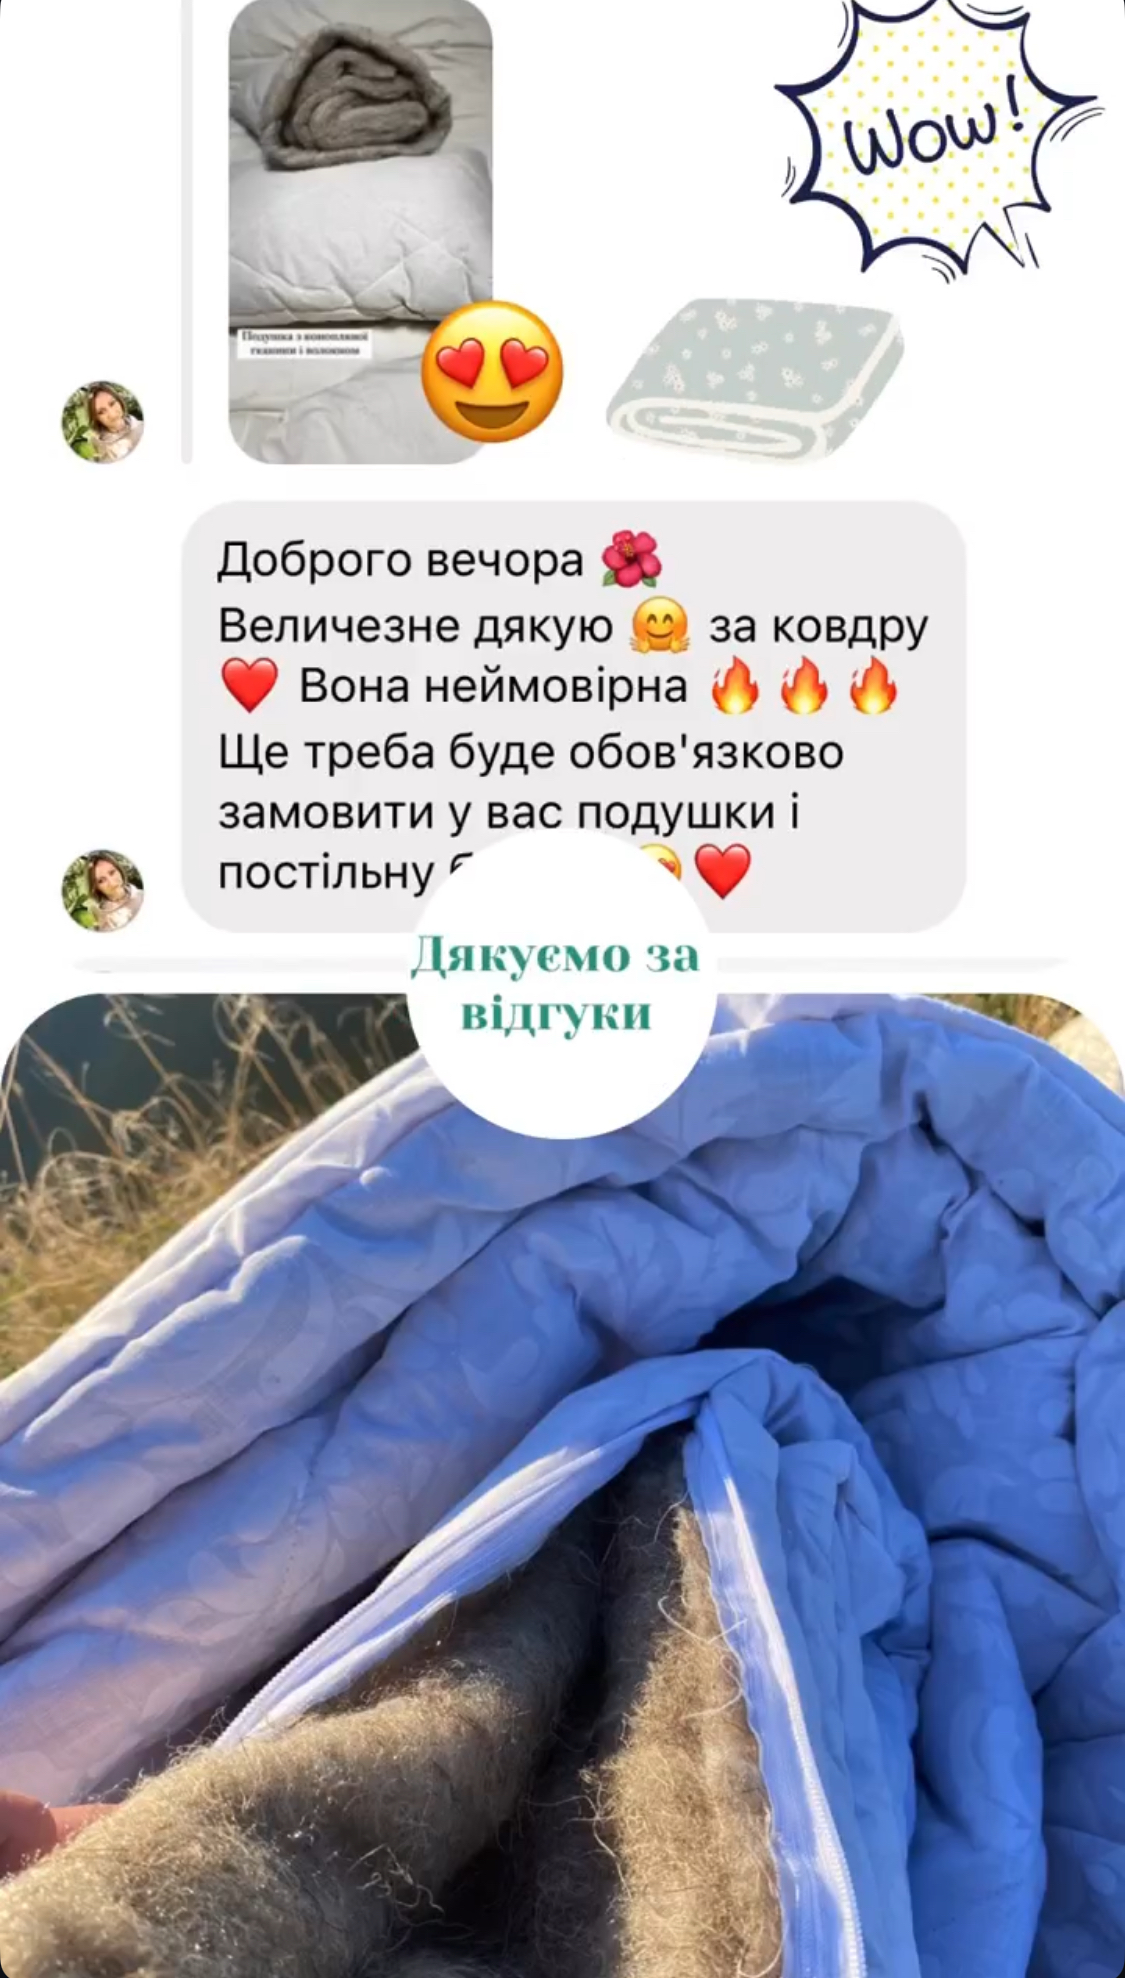 Wow!
Подушка з конопляної
тканини і волокном
Доброго вечора 🌺
Величезне дякую 🤗 за ковдру
❤️ Вона неймовірна 🔥 🔥 🔥
Ще треба буде обов'язково
замовити у вас подушки і
постільну
❤️
Дякуємо за
відгуки